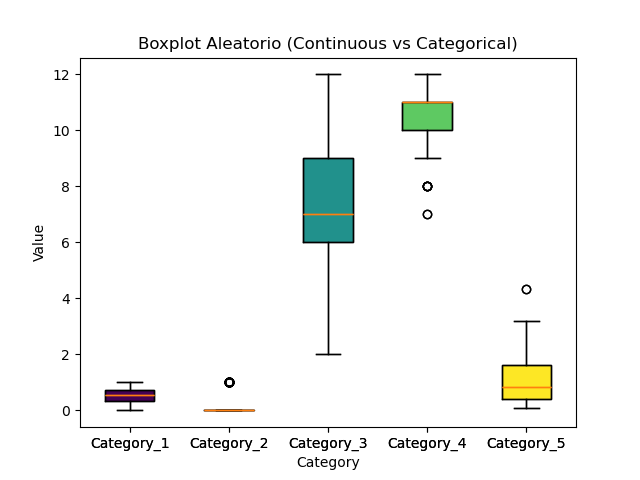 Boxplot Aleatorio (Continuous vs Categorical)
12
10
8
6
4
2
0
Value
Category_1 Category_2 Category_3 Category_4 Category_5
Category